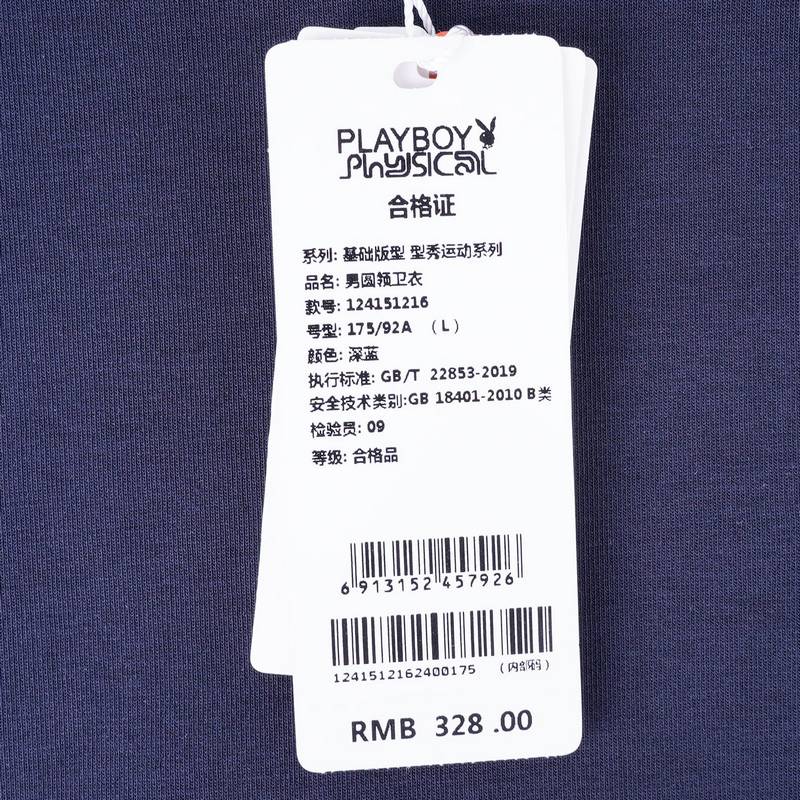 PLAYBOY
PhYSICAL
合格证
系列: 基础版型 型秀运动系列
品名: 男圆领卫衣
款号: 124151216
号型: 175/92A （L）
颜色: 深蓝
执行标准: GB/T 22853-2019
安全技术类别:GB 18401-2010 B类
检验员: 09
等级: 合格品
6 913152 457926
1241512162400175 （内部码）
RMB 328 .00